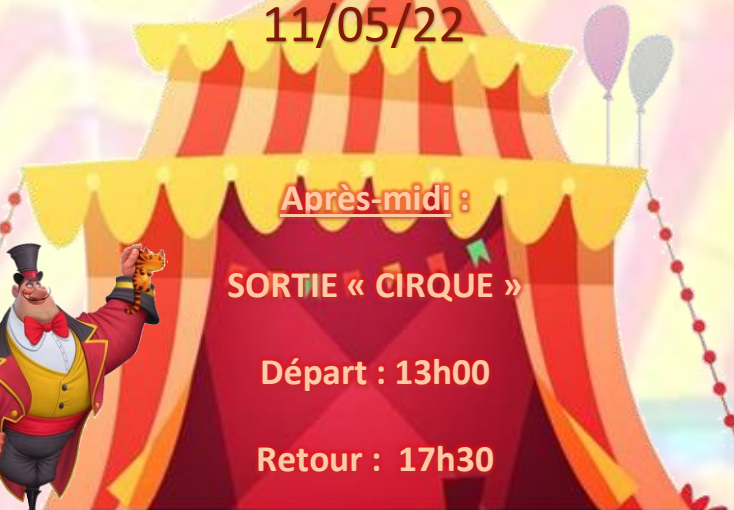 11/05/22
Après-midi :
SORTIE « CIRQUE »
Départ : 13h00
Retour : 17h30